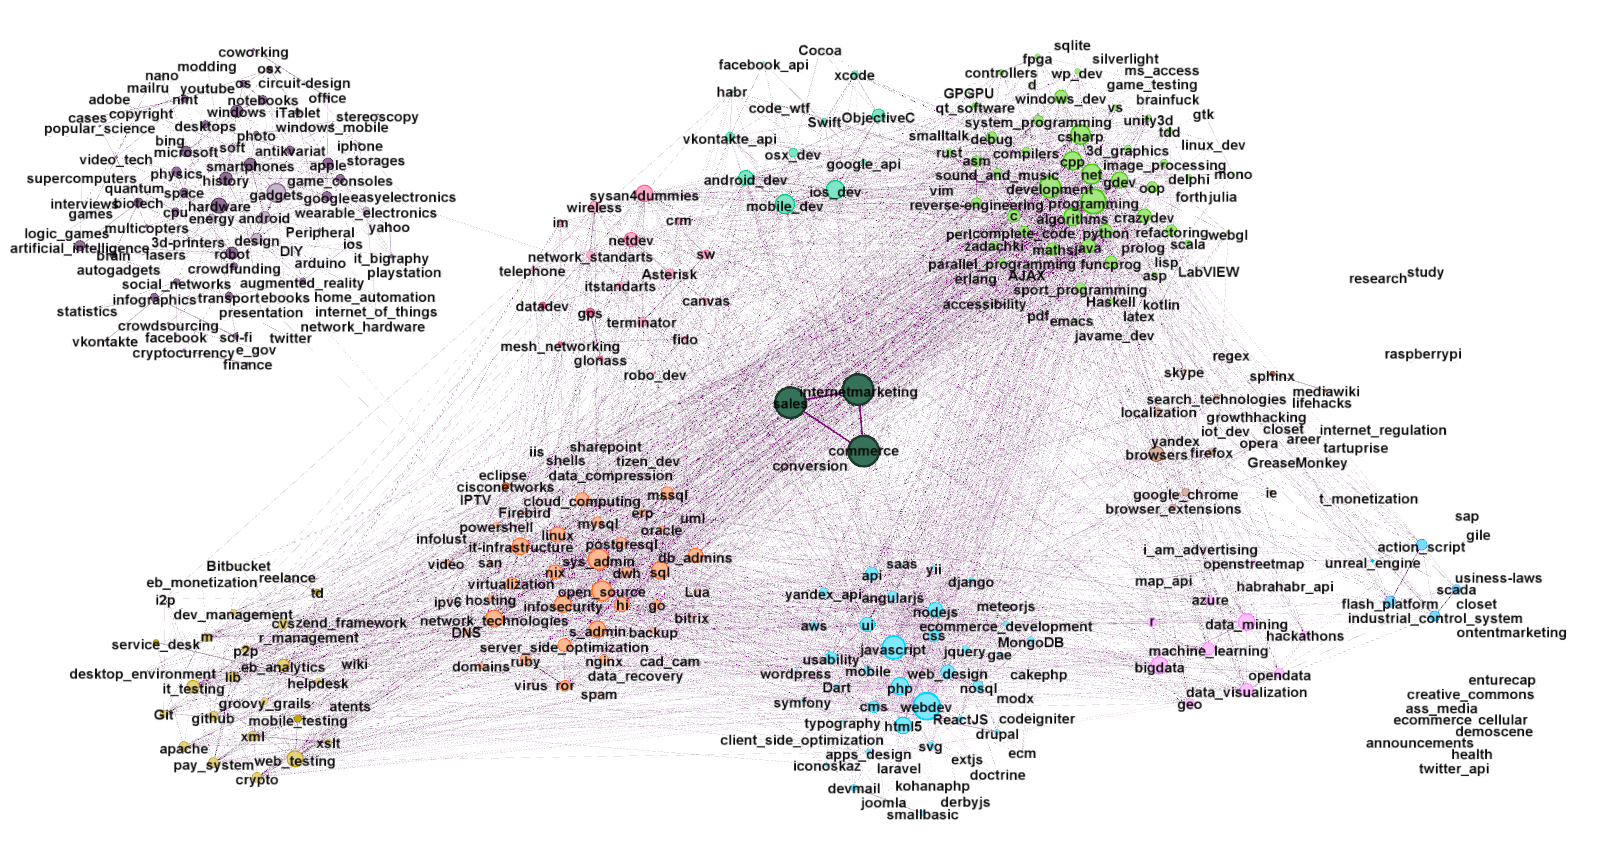 coworking
modding
osx
nano
mailru
youtube
os
circuit-design
adobe
nmt
notebooks
office
cases
copyright
windows
iTablet
stereoscopy
popular_science
desktops
windows_mobile
bing
photo
iphone
microsoft
soft
antikvariat
video_tech
smartphones
apple
storages
physics
supercomputers
history
game_consoles
quantum
space
gadgets
google
easyelectronics
interviews
biotech
hardware
games
cpu
energy
android
wearable_electronics
multicopters
Peripheral
yahoo
logic_games
3d-printers
design
ios
artificial_intelligence
brain
lasers
robot
DIY
it_bigraphy
autogadgets
crowdfunding
arduino
playstation
social_networks
augmented_reality
infographics
transport
ebooks
home_automation
statistics
presentation
internet_of_things
crowdsourcing
network_hardware
vkontakte
facebook
sci-fi
twitter
cryptocurrency
e_gov
finance
Cocoa
facebook_api
xcode
habr
code_wtf
Swift
ObjectiveC
vkontakte_api
osx_dev
google_api
android_dev
ios_dev
mobile_dev
sqlite
fpga
silverlight
controllers
wp_dev
ms_access
d
game_testing
GPGPU
windows_dev
brainfuck
qt_software
vs
gtk
system_programming
unity3d
smalltalk
debug
csharp
tdd
linux_dev
rust
asm
compilers
3d_graphics
cpp
image_processing
sound_and_music
net
gdev
delphi
mono
vim
development
oop
forth
julia
reverse-engineering
programming
c
algorithms
crazydev
perl
complete_code
python
refactoring
webgl
zadachki
maths
java
prolog
scala
parallel_programming
funcprog
lisp
LabVIEW
erlang
AJAX
asp
sport_programming
accessibility
Haskell
kotlin
pdf
emacs
latex
javame_dev
sysan4dummies
wireless
im
crm
netdev
network_standarts
sw
telephone
Asterisk
itstandarts
canvas
datadev
gps
terminator
mesh_networking
fido
glonass
robo_dev
internetmarketing
sales
commerce
conversion
research
study
raspberrypi
regex
skype
sphinx
mediawiki
search_technologies
lifehacks
localization
growthhacking
iot_dev
closet
internet_regulation
yandex
opera
areer
browsers
firefox
tartuprise
GreaseMonkey
google_chrome
ie
t_monetization
browser_extensions
sap
gile
action_script
i_am_advertising
openstreetmap
unreal_engine
map_api
habrahabr_api
usiness-laws
scada
azure
flash_platform
closet
r
data_mining
industrial_control_system
hackathons
ontentmarketing
machine_learning
bigdata
opendata
data_visualization
geo
enturecap
creative_commons
ass_media
ecommerce_cellular
demoscene
announcements
health
twitter_api
sharepoint
iis
shells
tizen_dev
eclipse
data_compression
cisconetworks
mssql
IPTV
cloud_computing
Firebird
erp
powershell
mysql
uml
linux
oracle
infolust
it-infrastructure
postgresql
video
san
sys_admin
db_admins
nix
dwh
sql
virtualization
open_source
Lua
ipv6
hosting
infosecurity
hi
go
network_technologies
bitrix
DNS
s_admin
backup
server_side_optimization
domains
ruby
nginx
cad_cam
data_recovery
virus
ror
spam
Bitbucket
eb_monetization
reelance
td
i2p
dev_management
cvs
zend_framework
service_desk
m
r_management
p2p
eb_analytics
wiki
desktop_environment
lib
helpdesk
it_testing
groovy_grails
atents
Git
github
mobile_testing
xml
xslt
apache
pay_system
web_testing
crypto
saas
yii
api
django
yandex_api
angularjs
nodejs
meteorjs
aws
ui
css
ecommerce_development
javascript
jquery
gae
MongoDB
usability
mobile
web_design
cakephp
wordpress
Dart
php
nosql
symfony
cms
webdev
modx
typography
html5
ReactJS
codeigniter
drupal
client_side_optimization
svg
apps_design
extjs
ecm
iconoskaz
laravel
doctrine
devmail
kohanaphp
joomla
derbyjs
smallbasic